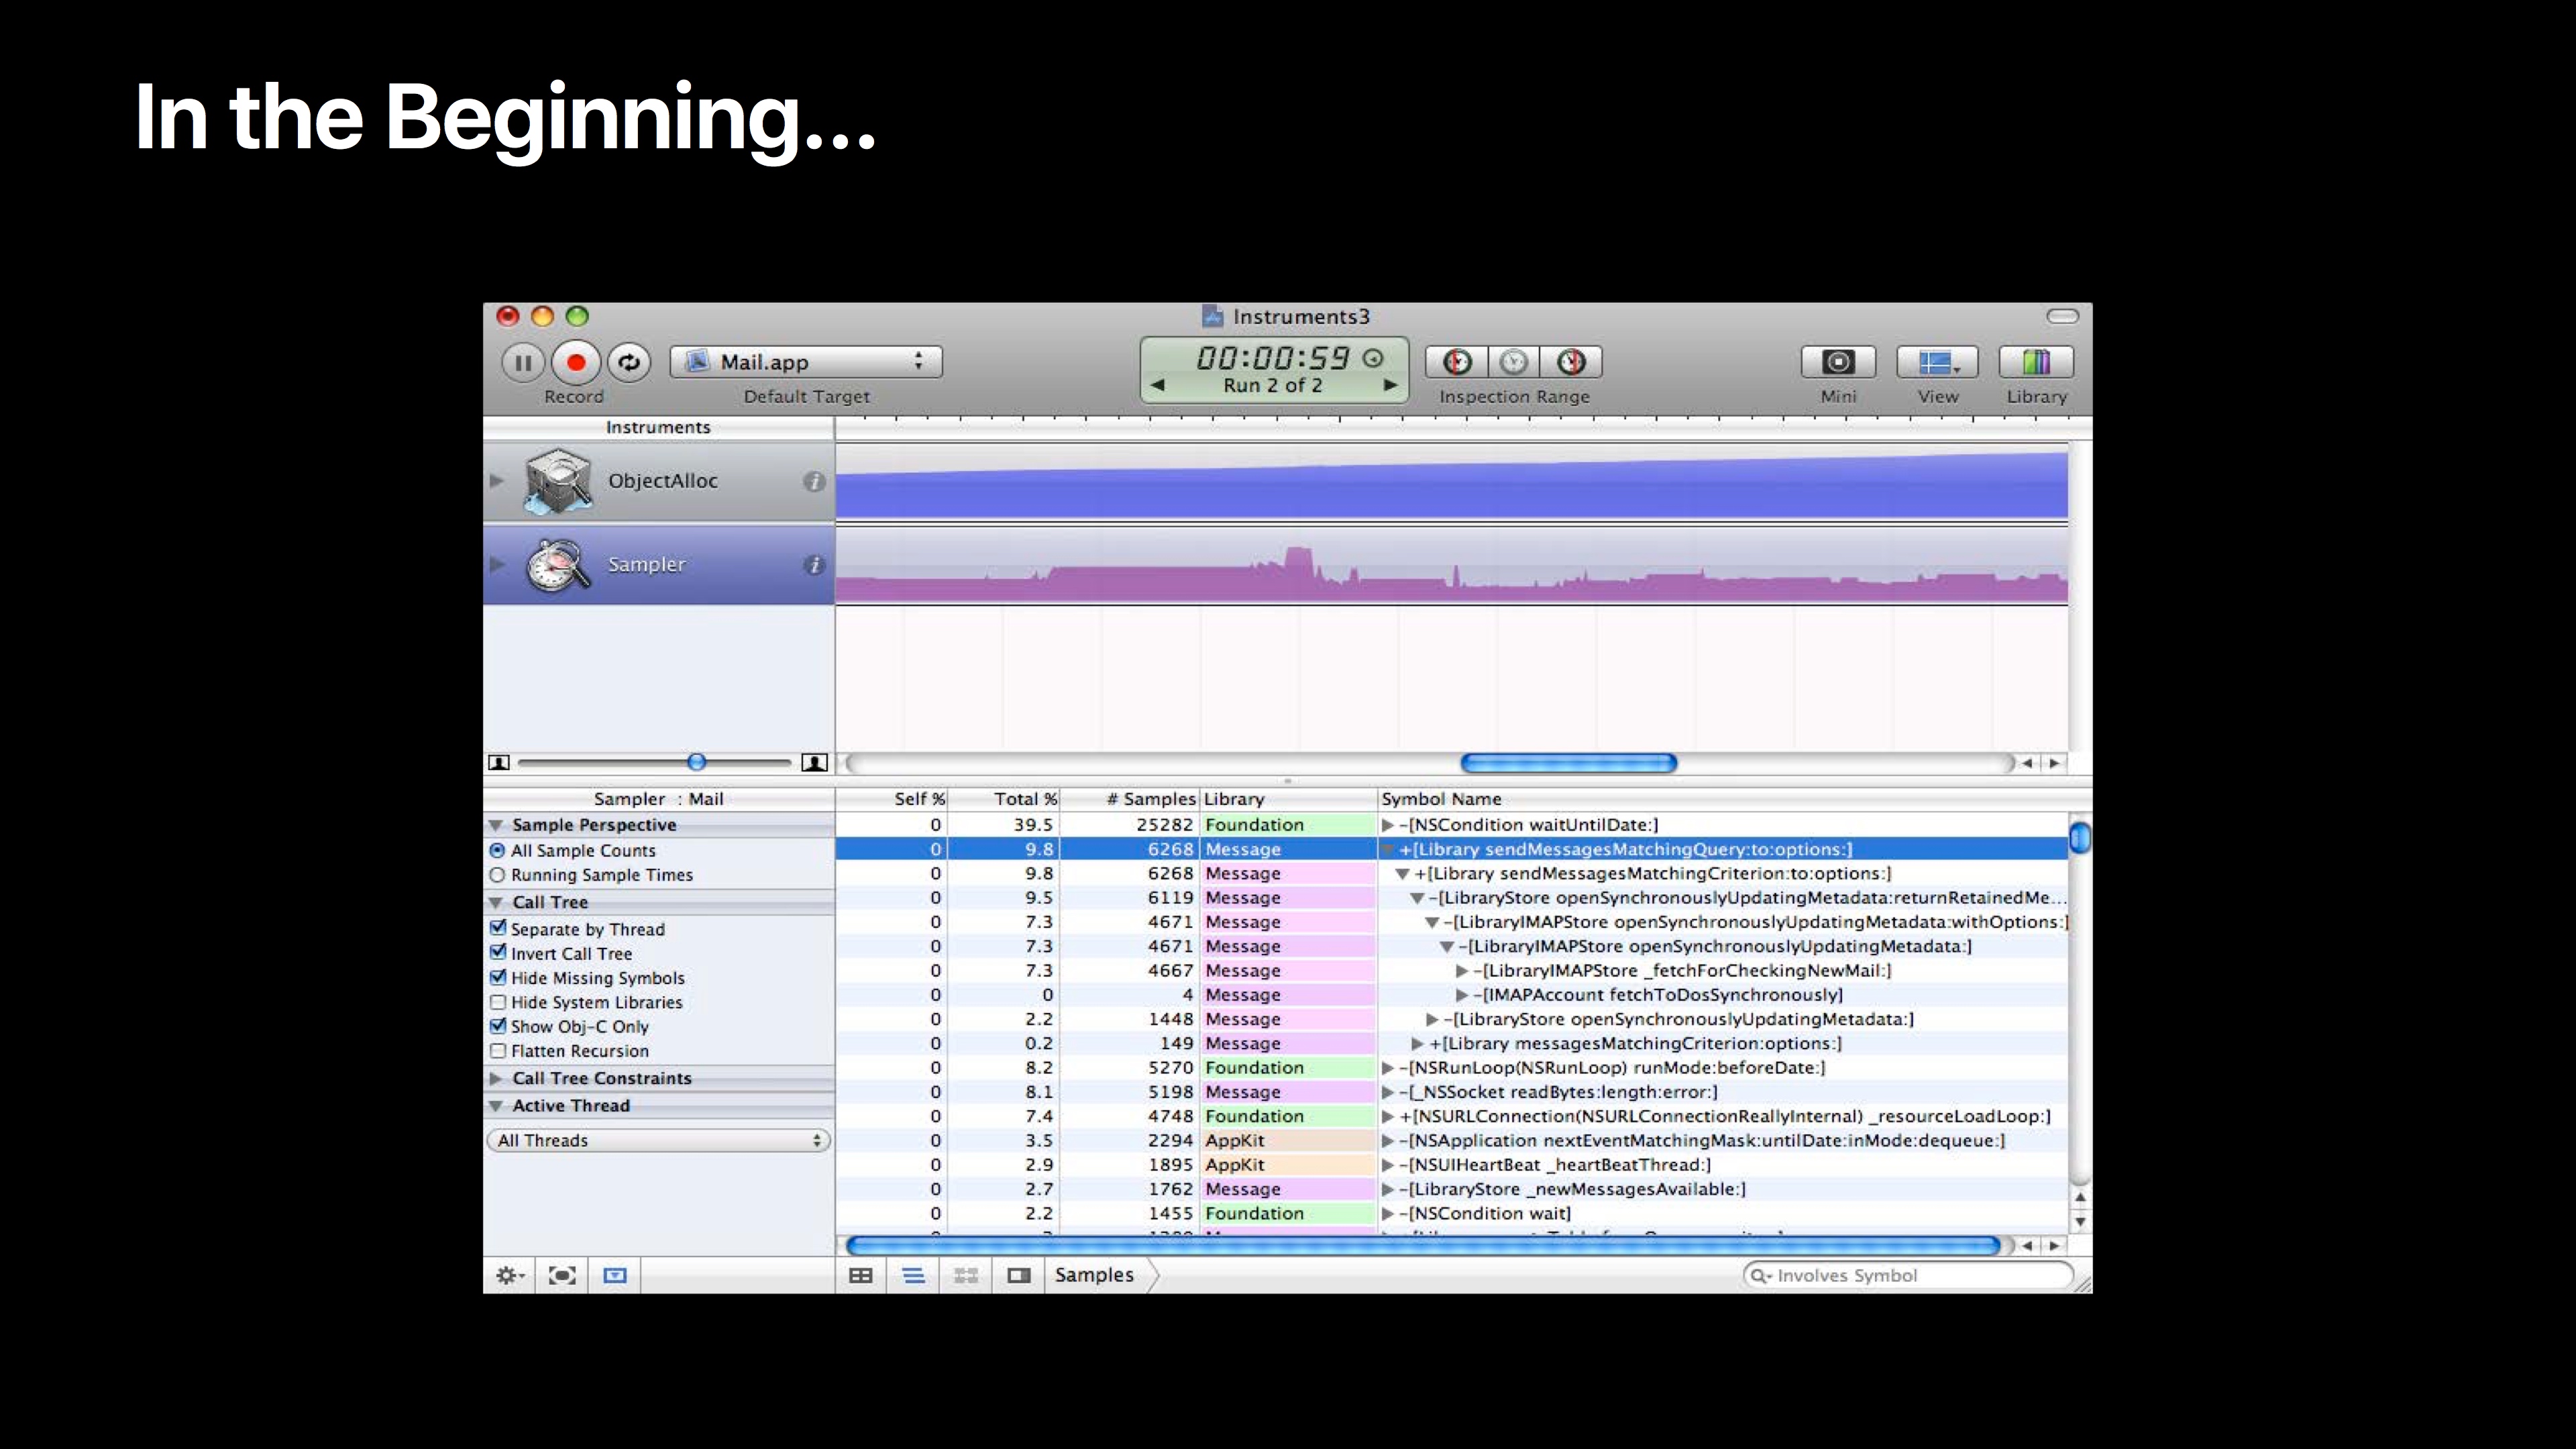 In the Beginning...
Instruments3
Mail.app
00:00:59
Run 2 of 2
Record
Default Target
Inspection Range
Mini
View
Library
Instruments
ObjectAlloc
Sampler
Sampler : Mail
Sample Perspective
All Sample Counts
Running Sample Times
Call Tree
Separate by Thread
Invert Call Tree
Hide Missing Symbols
Hide System Libraries
Show Obj-C Only
Flatten Recursion
Call Tree Constraints
Active Thread
All Threads
Self % Total % # Samples Library Symbol Name
0 39.5 25282 Foundation -[NSCondition waitUntilDate:]
0 9.8 6268 Message +[Library sendMessagesMatchingQuery:to:options:]
0 9.8 6268 Message +[Library sendMessagesMatchingCriterion:to:options:]
0 9.5 6119 Message -[LibraryStore openSynchronouslyUpdatingMetadata:returnRetainedMe...
0 7.3 4671 Message -[LibraryIMAPStore openSynchronouslyUpdatingMetadata:withOptions:]
0 7.3 4671 Message -[LibraryIMAPStore openSynchronouslyUpdatingMetadata:]
0 7.3 4667 Message -[LibraryIMAPStore _fetchForCheckingNewMail:]
0 0 4 Message -[IMAPAccount fetchToDosSynchronously]
0 2.2 1448 Message -[LibraryStore openSynchronouslyUpdatingMetadata:]
0 0.2 149 Message +[Library messagesMatchingCriterion:options:]
0 8.2 5270 Foundation -[NSRunLoop(NSRunLoop) runMode:beforeDate:]
0 8.1 5198 Message -[_NSSocket readBytes:length:error:]
0 7.4 4748 Foundation +[NSURLConnection(NSURLConnectionReallyInternal) _resourceLoadLoop:]
0 3.5 2294 AppKit -[NSApplication nextEventMatchingMask:untilDate:inMode:dequeue:]
0 2.9 1895 AppKit -[NSUIHeartBeat _heartBeatThread:]
0 2.7 1762 Message -[LibraryStore _newMessagesAvailable:]
0 2.2 1455 Foundation -[NSCondition wait]
Samples
Involves Symbol